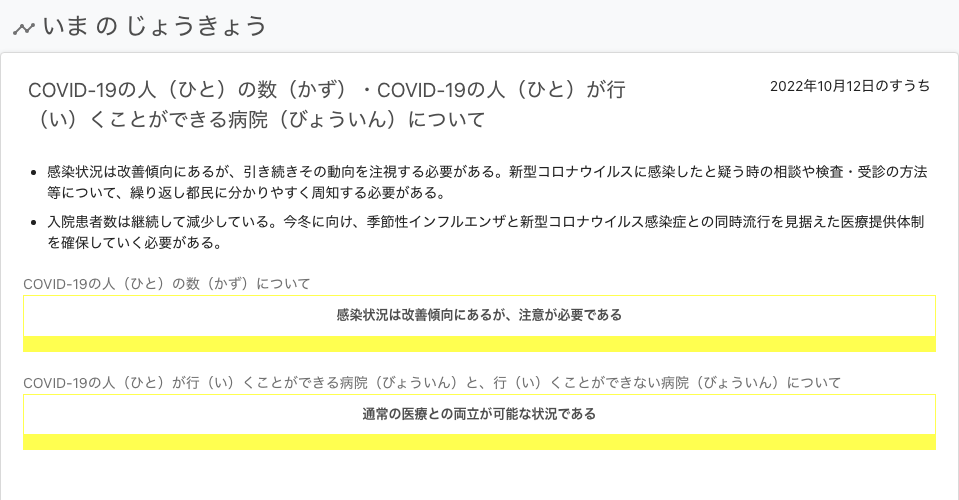 いま の じょうきょう
COVID-19の人（ひと）の数（かず）・COVID-19の人（ひと）が行
（い）くことができる病院（びょういん）について
2022年10月12日のすうち
感染状況は改善傾向にあるが、引き続きその動向を注視する必要がある。新型コロナウイルスに感染したと疑う時の相談や検査・受診の方法
等について、繰り返し都民に分かりやすく周知する必要がある。
入院患者数は継続して減少している。今冬に向け、季節性インフルエンザと新型コロナウイルス感染症との同時流行を見据えた医療提供体制
を確保していく必要がある。
COVID-19の人（ひと）の数（かず）について
感染状況は改善傾向にあるが、注意が必要である
COVID-19の人（ひと）が行（い）くことができる病院（びょういん）と、行（い）くことができない病院（びょういん）について
通常の医療との両立が可能な状況である